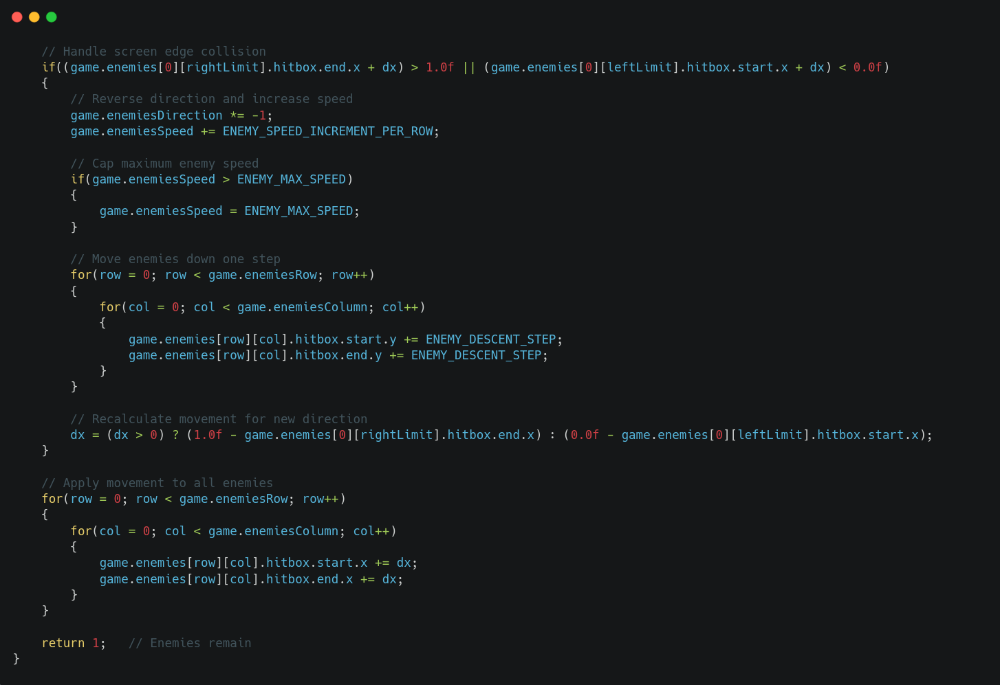 // Handle screen edge collision
    if((game.enemies[0][rightLimit].hitbox.end.x + dx) > 1.0f || (game.enemies[0][leftLimit].hitbox.start.x + dx) < 0.0f)
    {
        // Reverse direction and increase speed
        game.enemiesDirection *= -1;
        game.enemiesSpeed += ENEMY_SPEED_INCREMENT_PER_ROW;

        // Cap maximum enemy speed
        if(game.enemiesSpeed > ENEMY_MAX_SPEED)
        {
            game.enemiesSpeed = ENEMY_MAX_SPEED;
        }

        // Move enemies down one step
        for(row = 0; row < game.enemiesRow; row++)
        {
            for(col = 0; col < game.enemiesColumn; col++)
            {
                game.enemies[row][col].hitbox.start.y += ENEMY_DESCENT_STEP;
                game.enemies[row][col].hitbox.end.y += ENEMY_DESCENT_STEP;
            }
        }

        // Recalculate movement for new direction
        dx = (dx > 0) ? (1.0f - game.enemies[0][rightLimit].hitbox.end.x) : (0.0f - game.enemies[0][leftLimit].hitbox.start.x);
    }

    // Apply movement to all enemies
    for(row = 0; row < game.enemiesRow; row++)
    {
        for(col = 0; col < game.enemiesColumn; col++)
        {
            game.enemies[row][col].hitbox.start.x += dx;
            game.enemies[row][col].hitbox.end.x += dx;
        }
    }

    return 1;   // Enemies remain
}